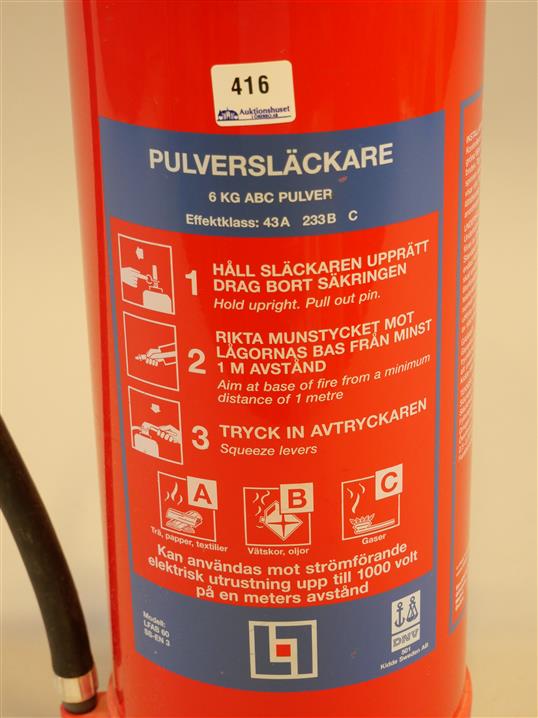 416
Auktionshuset
I ÖREBRO AB
PULVERSLÄCKARE
6 KG ABC PULVER
Effektklass: 43A 233B C
1 HÅLL SLÄCKAREN UPPRÄTT
DRAG BORT SÄKRINGEN
Hold upright. Pull out pin.
2 RIKTA MUNSTYCKET MOT
LÅGORNAS BAS FRÅN MINST
1 M AVSTÅND
Aim at base of fire from a minimum
distance of 1 metre
3 TRYCK IN AVTRYCKAREN
Squeeze levers
A B C
Trä, papper, textilier
Vätskor, oljor
Gaser
Kan användas mot strömförande
elektrisk utrustning upp till 1000 volt
på en meters avstånd
Modell:
LFAB 60
SS-EN 3
DNV
501
Kidde Sweden AB